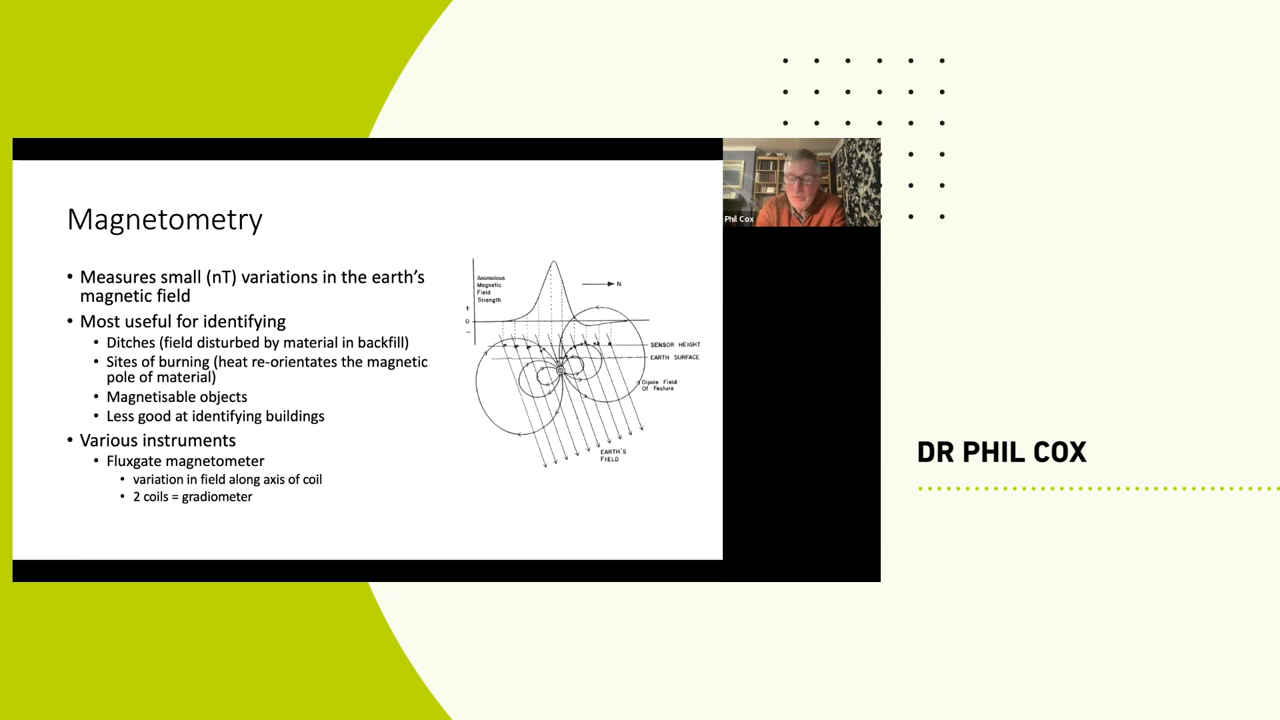 Magnetometry
• Measures small (nT) variations in the earth's
magnetic field
• Most useful for identifying
• Ditches (field disturbed by material in backfill)
• Sites of burning (heat re-orientates the magnetic
pole of material)
• Magnetisable objects
• Less good at identifying buildings
• Various instruments
• Fluxgate magnetometer
• variation in field along axis of coil
• 2 coils = gradiometer
Anomolous
Magnetic
Field
Strength
N
+
0
−
SENSOR HEIGHT
EARTH SURFACE
Dipole Field
Of Feature
EARTH'S
FIELD
Phil Cox
DR PHIL COX